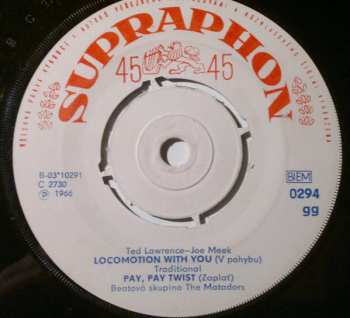 SUPRAPHON
45 45
B-03*10291
C 2730
℗ 1966
BIEM
0294
gg
Ted Lawrence-Joe Meek
LOCOMOTION WITH YOU (V pohybu)
Traditional
PAY, PAY TWIST (Zaplať)
Beatová skupina The Matadors